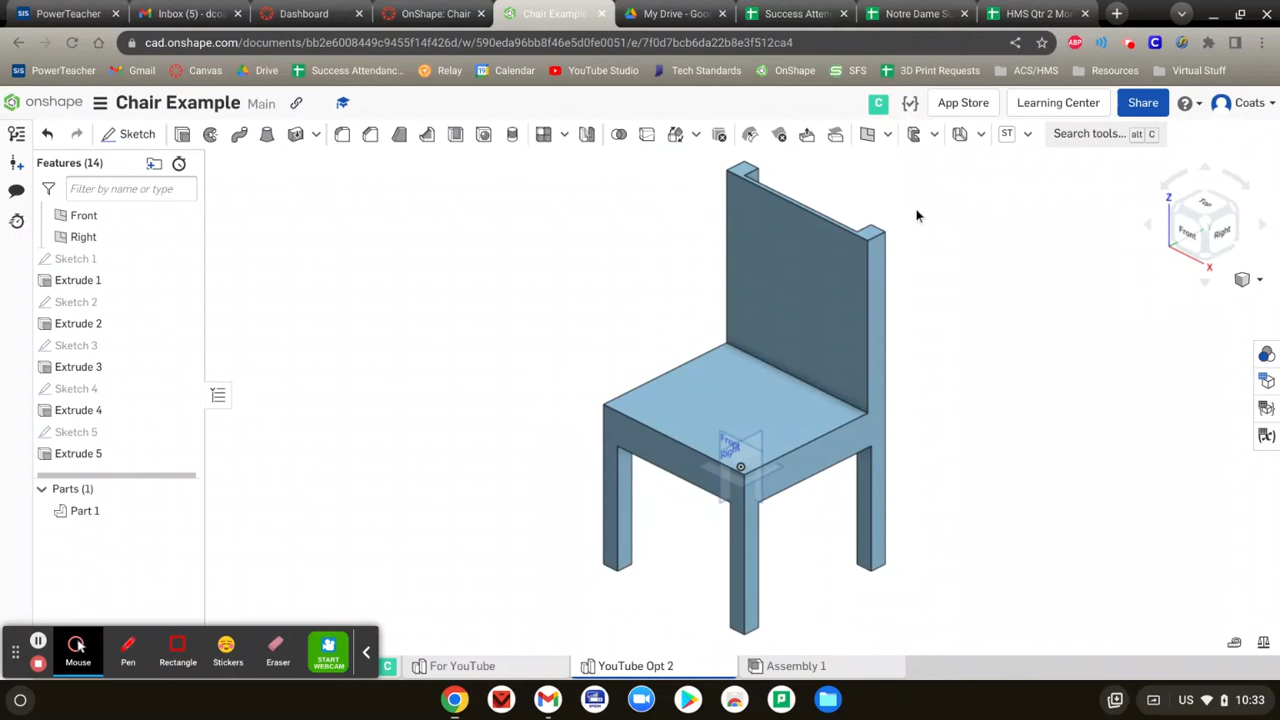 PowerTeacher
Inbox (5) - dco
Dashboard
OnShape: Chair
Chair Example
My Drive - Goo
Success Atten
Notre Dame S
HMS Qtr 2 Mo
cad.onshape.com/documents/bb2e6008449c9455f14f426d/w/590eda96bb8f46e5d0fe0051/e/7f0d7bcb6da22b8e3f512ca4
PowerTeacher Gmail Canvas Drive Success Attendanc... Relay Calendar YouTube Studio Tech Standards OnShape SFS 3D Print Requests ACS/HMS Resources Virtual Stuff
onshape Chair Example Main App Store Learning Center Share Coats
Sketch ST Search tools... alt C
Features (14)
Filter by name or type
Front
Right
Sketch 1
Extrude 1
Sketch 2
Extrude 2
Sketch 3
Extrude 3
Sketch 4
Extrude 4
Sketch 5
Extrude 5
Parts (1)
Part 1
Top
Front Right
Z
X
Front
Right
Mouse Pen Rectangle Stickers Eraser START WEBCAM
For YouTube YouTube Opt 2 Assembly 1
US 10:33